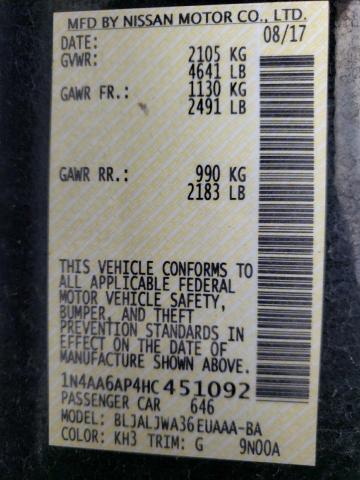 MFD BY NISSAN MOTOR CO., LTD.
DATE: 08/17
GVWR: 2105 KG
4641 LB
GAWR FR.: 1130 KG
2491 LB
GAWR RR.: 990 KG
2183 LB
THIS VEHICLE CONFORMS TO
ALL APPLICABLE FEDERAL
MOTOR VEHICLE SAFETY,
BUMPER, AND THEFT
PREVENTION STANDARDS IN
EFFECT ON THE DATE OF
MANUFACTURE SHOWN ABOVE.
1N4AA6AP4HC451092
PASSENGER CAR 646
MODEL: BLJALJWA36EUAAA-BA
COLOR: KH3 TRIM: G 9N00A